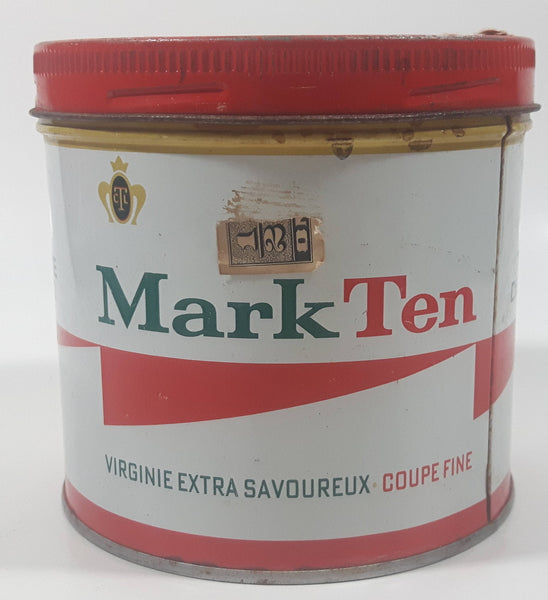 Mark Ten
VIRGINIE EXTRA SAVOUREUX · COUPE FINE